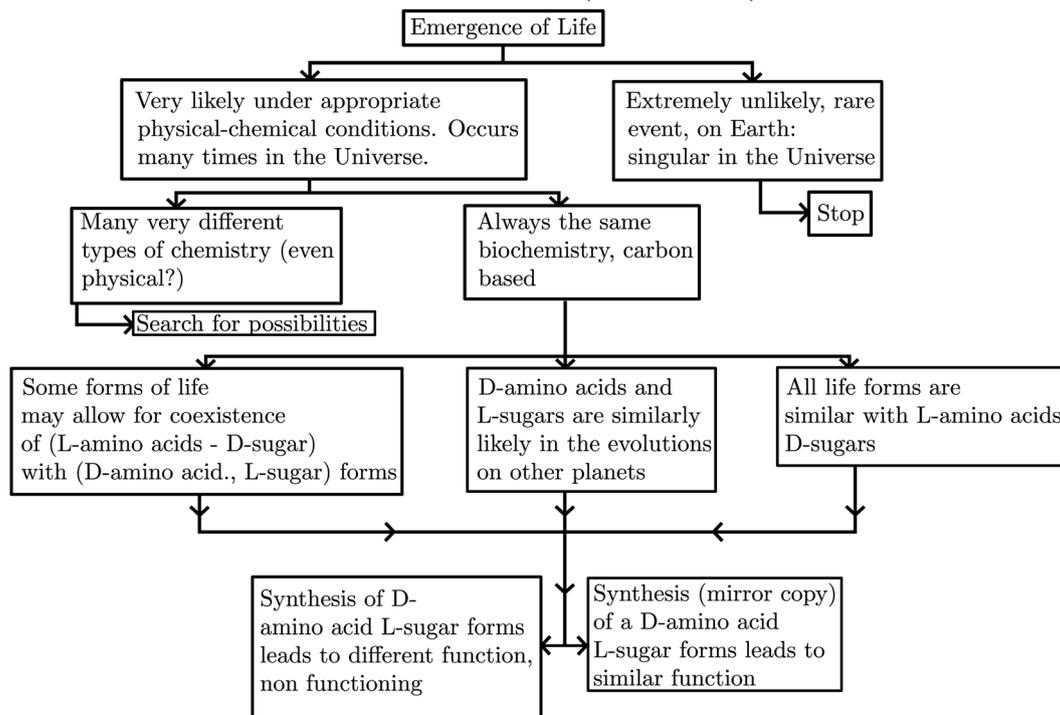 Emergence of Life
Very likely under appropriate
physical-chemical conditions. Occurs
many times in the Universe.
Extremely unlikely, rare
event, on Earth:
singular in the Universe
Stop
Many very different
types of chemistry (even
physical?)
Always the same
biochemistry, carbon
based
Search for possibilities
Some forms of life
may allow for coexistence
of (L-amino acids - D-sugar)
with (D-amino acid., L-sugar) forms
D-amino acids and
L-sugars are similarly
likely in the evolutions
on other planets
All life forms are
similar with L-amino acids
D-sugars
Synthesis of D-
amino acid L-sugar forms
leads to different function,
non functioning
Synthesis (mirror copy)
of a D-amino acid
L-sugar forms leads to
similar function